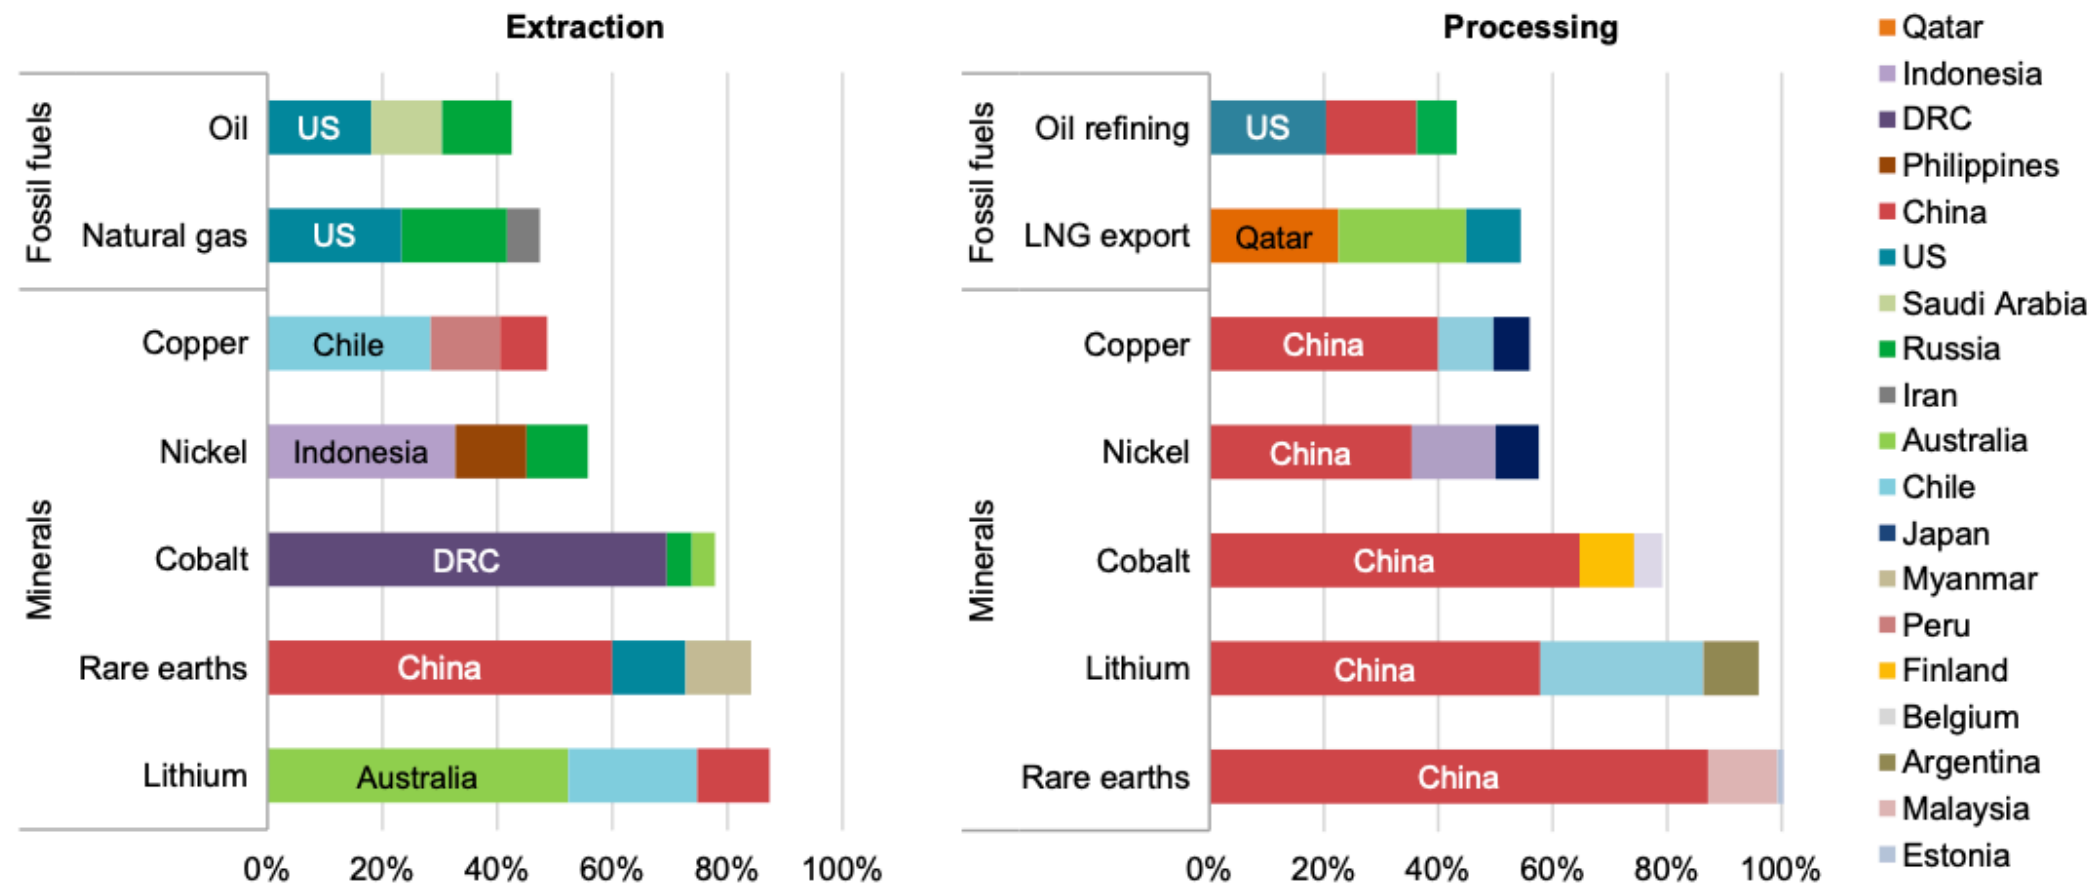 Extraction
Fossil fuels
Oil
US
Natural gas
US
Minerals
Copper
Chile
Nickel
Indonesia
Cobalt
DRC
Rare earths
China
Lithium
Australia
0% 20% 40% 60% 80% 100%
Processing
Fossil fuels
Oil refining
US
LNG export
Qatar
Minerals
Copper
China
Nickel
China
Cobalt
China
Lithium
China
Rare earths
China
0% 20% 40% 60% 80% 100%
Qatar
Indonesia
DRC
Philippines
China
US
Saudi Arabia
Russia
Iran
Australia
Chile
Japan
Myanmar
Peru
Finland
Belgium
Argentina
Malaysia
Estonia